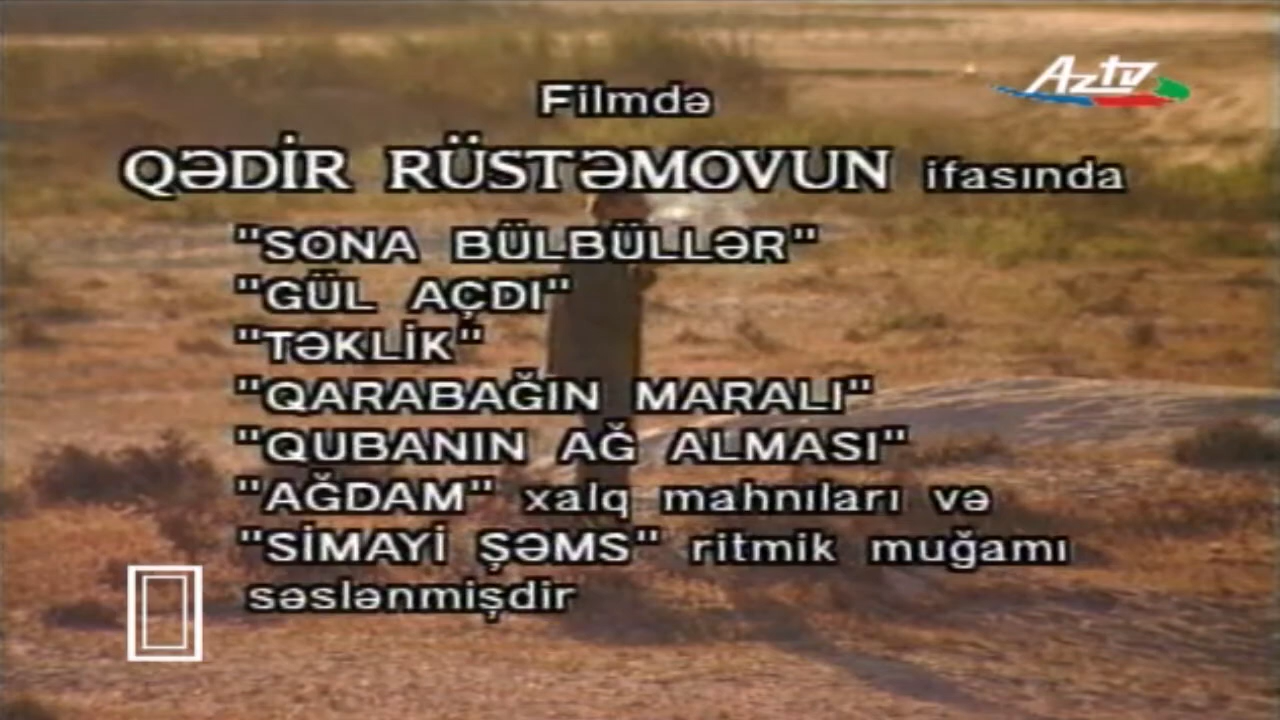 Aztv
Filmdə
QƏDİR RÜSTƏMOVUN ifasında
"SONA BÜLBÜLLƏR"
"GÜL AÇDI"
"TƏKLİK"
"QARABAĞIN MARALI"
"QUBANIN AĞ ALMASI"
"AĞDAM" xalq mahnıları və
"SİMAYİ ŞƏMS" ritmik muğamı
səslənmişdir